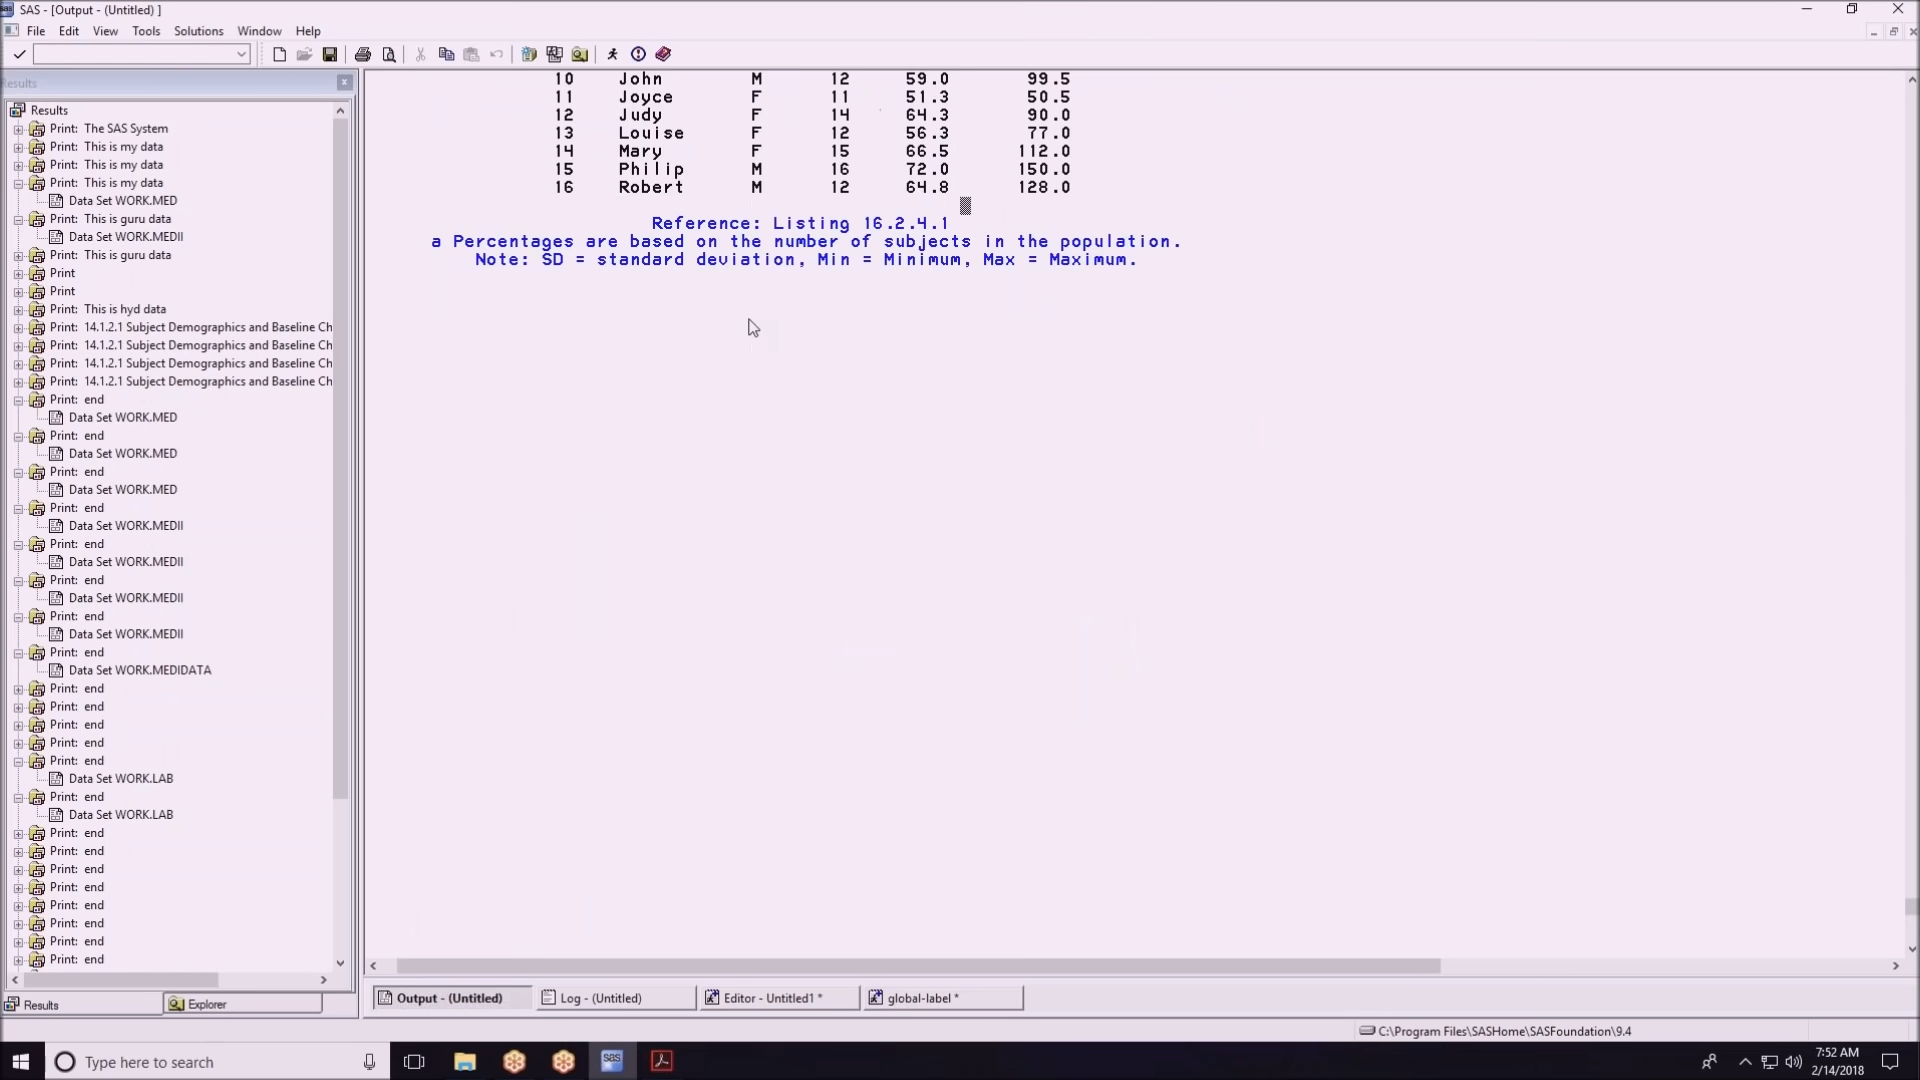 SAS - [Output - (Untitled) ]
File Edit View Tools Solutions Window Help
Results
Results
Print: The SAS System
Print: This is my data
Print: This is my data
Print: This is my data
Data Set WORK.MED
Print: This is guru data
Data Set WORK.MEDII
Print: This is guru data
Print
Print
Print: This is hyd data
Print: 14.1.2.1 Subject Demographics and Baseline Ch
Print: 14.1.2.1 Subject Demographics and Baseline Ch
Print: 14.1.2.1 Subject Demographics and Baseline Ch
Print: 14.1.2.1 Subject Demographics and Baseline Ch
Print: end
Data Set WORK.MED
Print: end
Data Set WORK.MED
Print: end
Data Set WORK.MED
Print: end
Data Set WORK.MEDII
Print: end
Data Set WORK.MEDII
Print: end
Data Set WORK.MEDII
Print: end
Data Set WORK.MEDII
Print: end
Data Set WORK.MEDIDATA
Print: end
Print: end
Print: end
Print: end
Print: end
Data Set WORK.LAB
Print: end
Data Set WORK.LAB
Print: end
Print: end
Print: end
Print: end
Print: end
Print: end
Print: end
Print: end
Results Explorer
10 John M 12 59.0 99.5
11 Joyce F 11 51.3 50.5
12 Judy F 14 64.3 90.0
13 Louise F 12 56.3 77.0
14 Mary F 15 66.5 112.0
15 Philip M 16 72.0 150.0
16 Robert M 12 64.8 128.0
Reference: Listing 16.2.4.1
a Percentages are based on the number of subjects in the population.
Note: SD = standard deviation, Min = Minimum, Max = Maximum.
Output - (Untitled) Log - (Untitled) Editor - Untitled1 * global-label *
C:\Program Files\SASHome\SASFoundation\9.4
Type here to search
sas
7:52 AM
2/14/2018